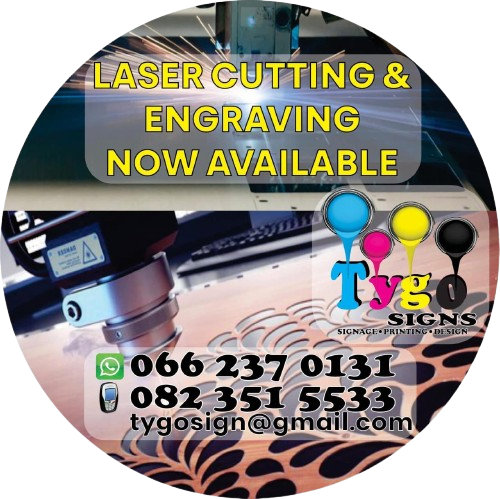 LASER CUTTING &
ENGRAVING
NOW AVAILABLE
Tygo
SIGNS
SIGNAGE•PRINTING•DESIGN
066 237 0131
082 351 5533
tygosign@gmail.com